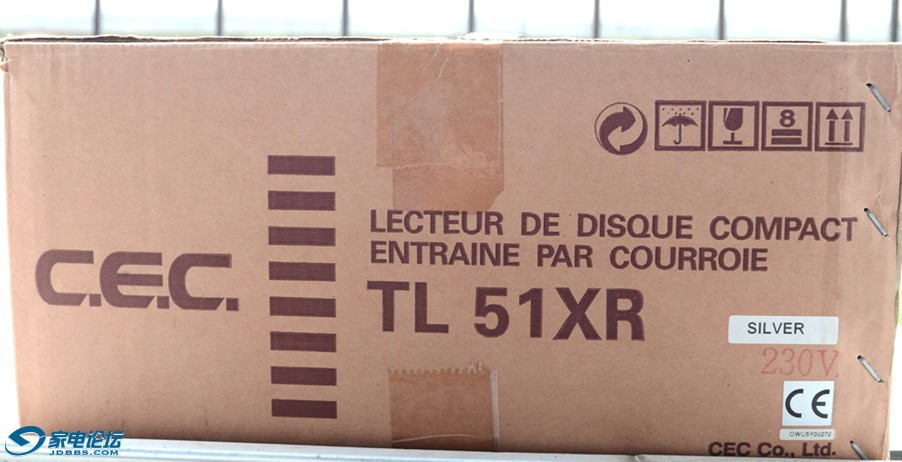 8
LECTEUR DE DISQUE COMPACT
ENTRAINE PAR COURROIE
C.E.C.
TL 51XR
SILVER
230V
CE
CEC Co., Ltd.
家电论坛
JDBBS.COM